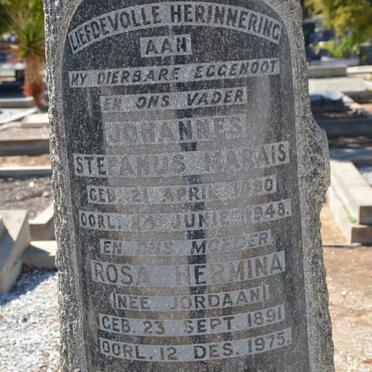 LIEFDEVOLLE HERINNERING
AAN
MY DIERBARE EGGENOOT
EN ONS VADER
JOHANNES
STEFANUS MARAIS
GEB. 21 APRIL
OORL. 24 JUNIE 1948.
EN ONS MOEDER
ROSA HERMINA
(NEE JORDAAN)
GEB. 23 SEPT. 1891
OORL. 12 DES. 1975.